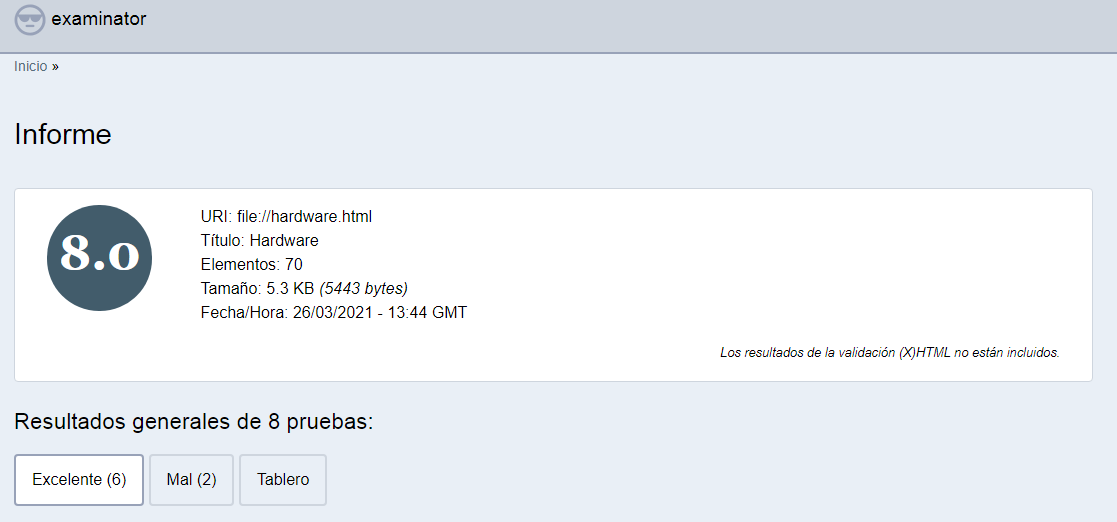 examinator
Inicio »
Informe
8.0
URI: file://hardware.html
Título: Hardware
Elementos: 70
Tamaño: 5.3 KB (5443 bytes)
Fecha/Hora: 26/03/2021 - 13:44 GMT
Los resultados de la validación (X)HTML no están incluidos.
Resultados generales de 8 pruebas:
Excelente (6) Mal (2) Tablero